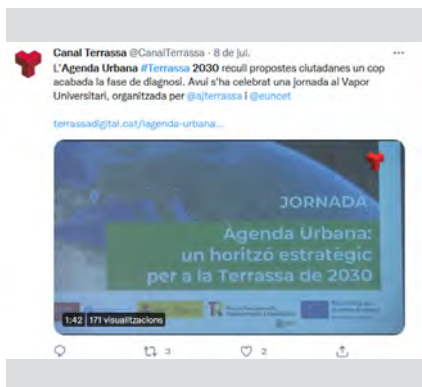 Canal Terrassa @CanalTerrassa · 8 de jul.
L'Agenda Urbana #Terrassa 2030 recull propostes ciutadanes un cop
acabada la fase de diagnosi. Avui s'ha celebrat una jornada al Vapor
Universitari, organitzada per @ajterrassa i @euncet
terrassadigital.cat/lagenda-urbana...
JORNADA
Agenda Urbana:
un horitzó estratègic
per a la Terrassa de 2030
1:42 171 visualitzacions
3 2